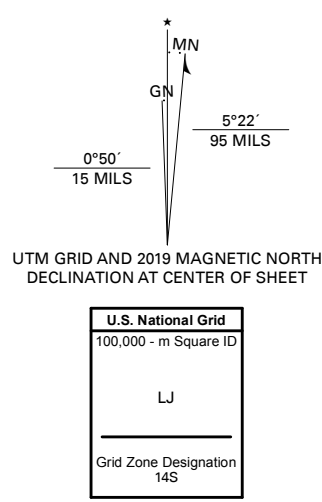 ★
MN
GN
5°22´
95 MILS
0°50´
15 MILS
UTM GRID AND 2019 MAGNETIC NORTH
DECLINATION AT CENTER OF SHEET
U.S. National Grid
100,000 - m Square ID
LJ
Grid Zone Designation
14S